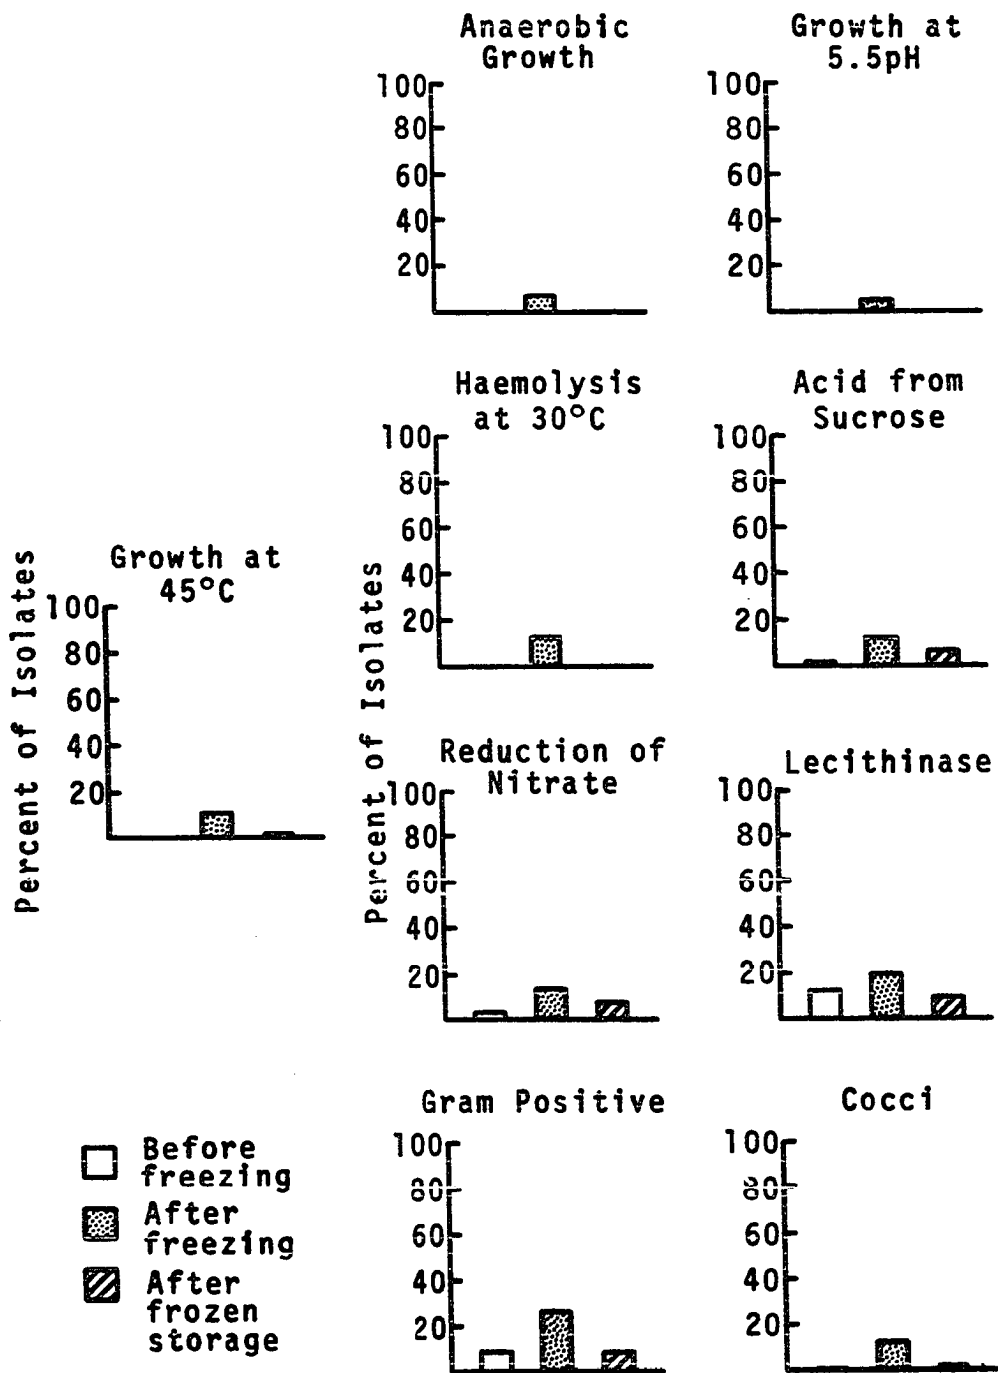 Anaerobic
Growth
100
80
60
40
20
Growth at
5.5pH
100
80
60
40
20
Haemolysis
at 30°C
100
80
60
40
20
Acid from
Sucrose
100
80
60
40
20
Percent of Isolates
Growth at
45°C
100
80
60
40
20
Percent of Isolates
Reduction of
Nitrate
100
80
60
40
20
Lecithinase
100
80
60
40
20
Before
freezing
After
freezing
After
frozen
storage
Gram Positive
100
80
60
40
20
Cocci
100
80
60
40
20